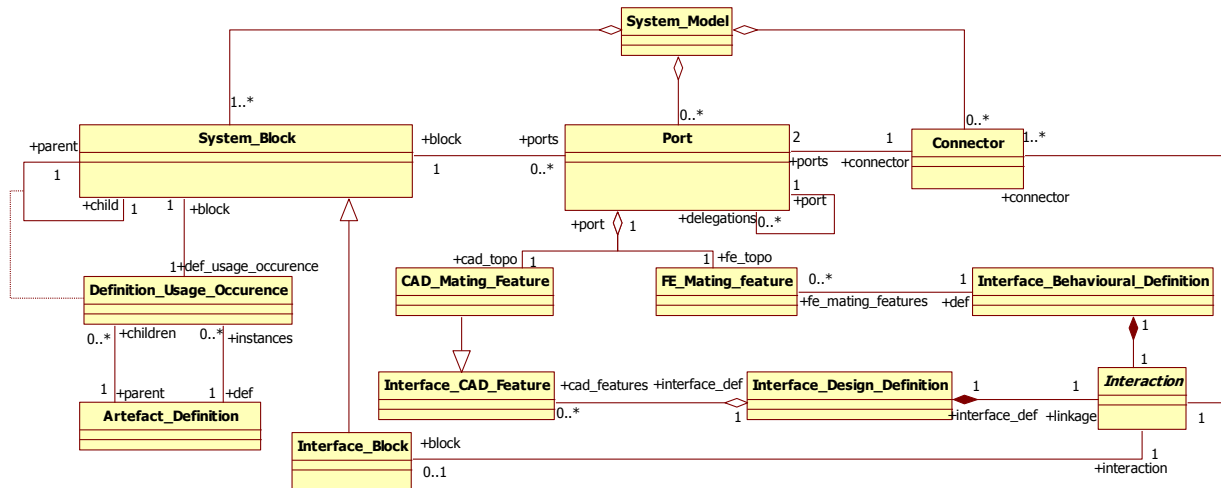 System_Model
1..*
0..*
0..*
System_Block
+block
+ports
Port
2
1
Connector
1..*
+parent
1
0..*
+ports
+connector
1
1
+port
+connector
+child
1
1
+block
+port
1
+delegations
0..*
1
+def_usage_occurence
+cad_topo
1
1
+fe_topo
Definition_Usage_Occurence
CAD_Mating_Feature
FE_Mating_feature
0..*
1
Interface_Behavioural_Definition
+fe_mating_features
+def
0..*
+children
0..*
+instances
1
1
+parent
1
+def
Artefact_Definition
Interface_CAD_Feature
+cad_features
+interface_def
0..*
1
Interface_Design_Definition
1
1
+interface_def
+linkage
Interaction
1
Interface_Block
+block
0..1
1
+interaction